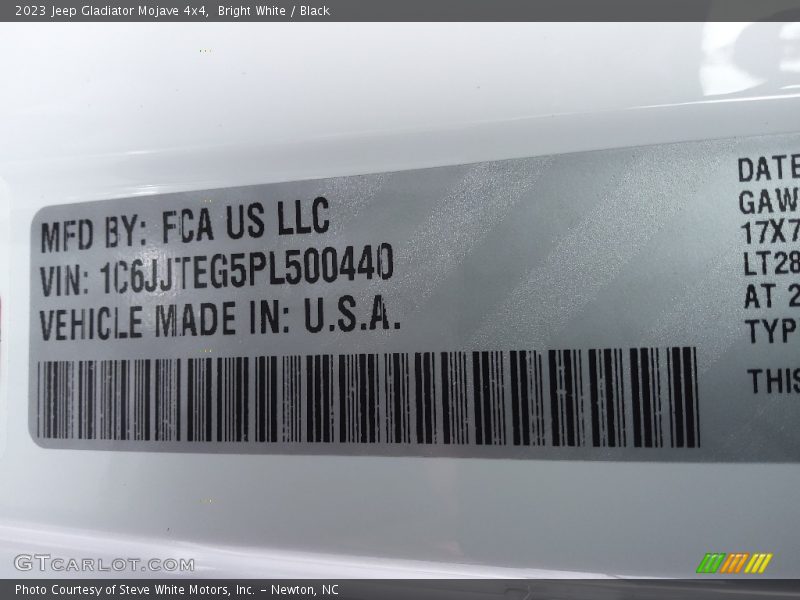 2023 Jeep Gladiator Mojave 4x4,  Bright White / Black
MFD BY: FCA US LLC
VIN: 1C6JJTEG5PL500440
VEHICLE MADE IN: U.S.A.
DATE
GAW
17X7
LT28
AT 2
TYP
THIS
GTCARLOT.COM
Photo Courtesy of Steve White Motors, Inc. – Newton, NC